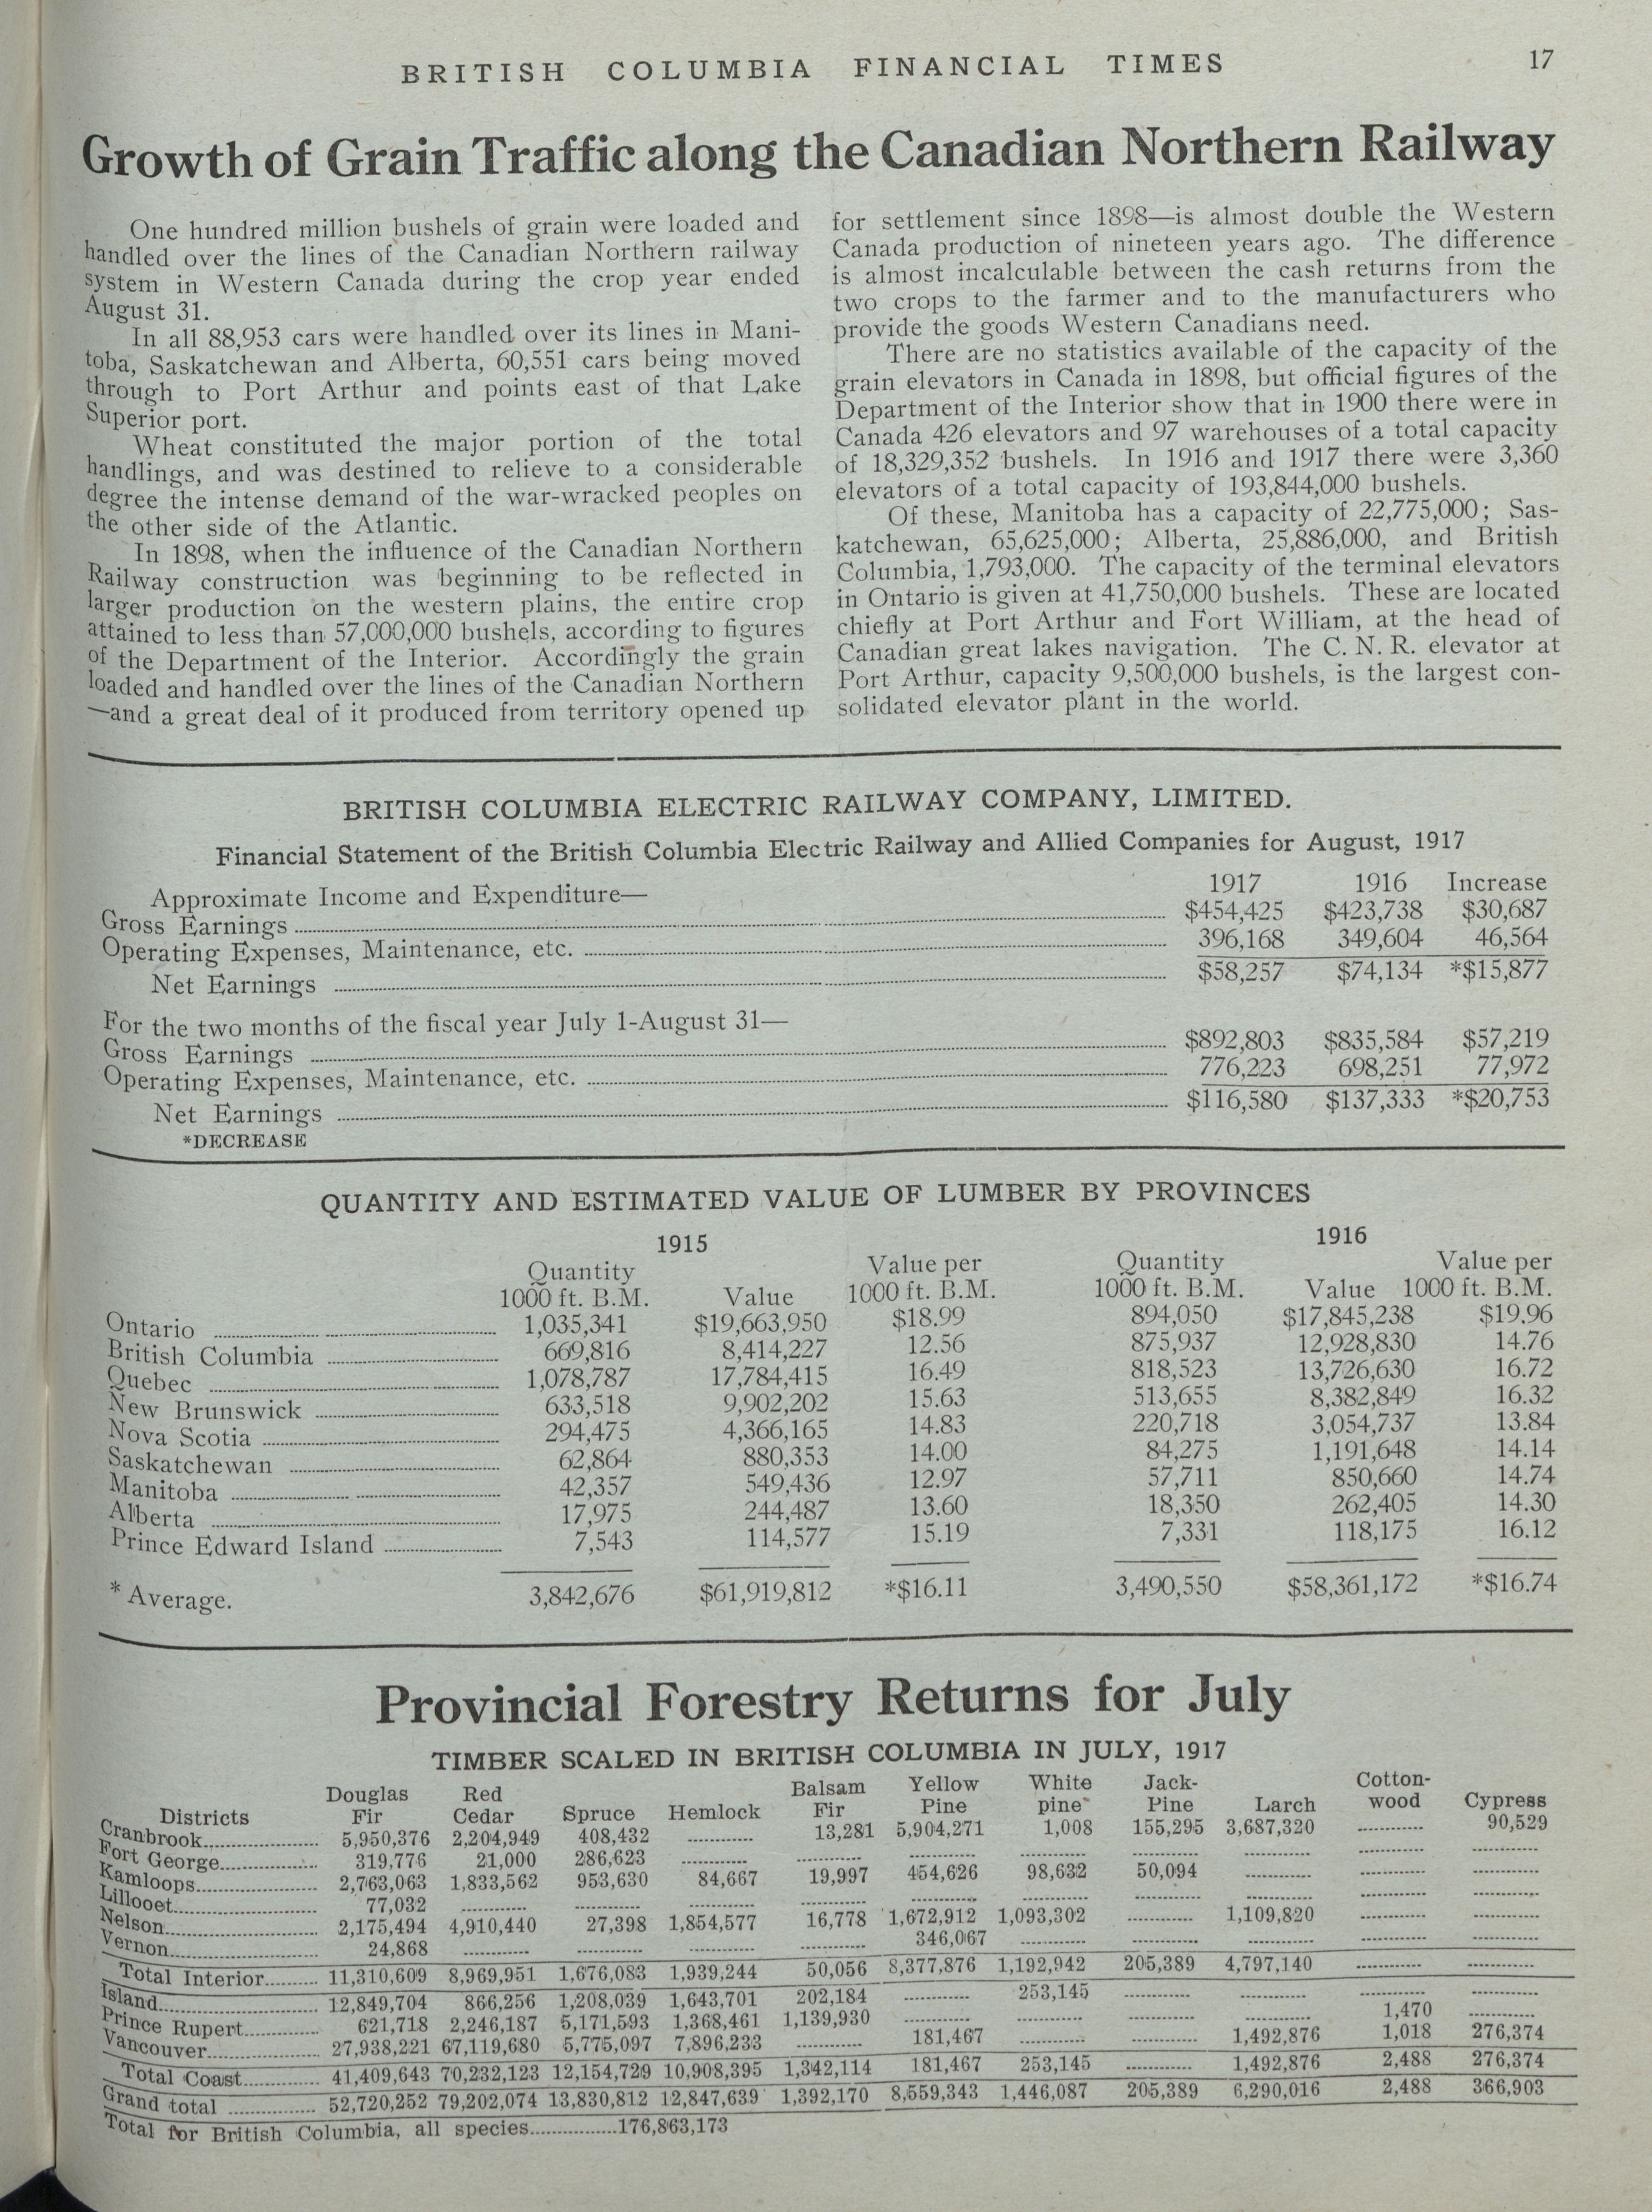 BRITISH COLUMBIA FINANCIAL TIMES 17
Growth of Grain Traffic along the Canadian Northern Railway
One hundred million bushels of grain were loaded and
handled over the lines of the Canadian Northern railway
system in Western Canada during the crop year ended
August 31.
In all 88,953 cars were handled over its lines in Mani-
toba, Saskatchewan and Alberta, 60,551 cars being moved
through to Port Arthur and points east of that Lake
Superior port.
Wheat constituted the major portion of the total
handlings, and was destined to relieve to a considerable
degree the intense demand of the war-wracked peoples on
the other side of the Atlantic.
In 1898, when the influence of the Canadian Northern
Railway construction was beginning to be reflected in
larger production on the western plains, the entire crop
attained to less than 57,000,000 bushels, according to figures
of the Department of the Interior. Accordingly the grain
loaded and handled over the lines of the Canadian Northern
—and a great deal of it produced from territory opened up
for settlement since 1898—is almost double the Western
Canada production of nineteen years ago. The difference
is almost incalculable between the cash returns from the
two crops to the farmer and to the manufacturers who
provide the goods Western Canadians need.
There are no statistics available of the capacity of the
grain elevators in Canada in 1898, but official figures of the
Department of the Interior show that in 1900 there were in
Canada 426 elevators and 97 warehouses of a total capacity
of 18,329,352 bushels. In 1916 and 1917 there were 3,360
elevators of a total capacity of 193,844,000 bushels.
Of these, Manitoba has a capacity of 22,775,000; Sas-
katchewan, 65,625,000; Alberta, 25,886,000, and British
Columbia, 1,793,000. The capacity of the terminal elevators
in Ontario is given at 41,750,000 bushels. These are located
chiefly at Port Arthur and Fort William, at the head of
Canadian great lakes navigation. The C. N. R. elevator at
Port Arthur, capacity 9,500,000 bushels, is the largest con-
solidated elevator plant in the world.
BRITISH COLUMBIA ELECTRIC RAILWAY COMPANY, LIMITED.
Financial Statement of the British Columbia Electric Railway and Allied Companies for August, 1917
Approximate Income and Expenditure— 1917 1916 Increase
Gross Earnings $454,425 $423,738 $30,687
Operating Expenses, Maintenance, etc. 396,168 349,604 46,564
Net Earnings $58,257 $74,134 *$15,877
For the two months of the fiscal year July 1-August 31—
Gross Earnings $892,803 $835,584 $57,219
Operating Expenses, Maintenance, etc. 776,223 698,251 77,972
Net Earnings $116,580 $137,333 *$20,753
*DECREASE
QUANTITY AND ESTIMATED VALUE OF LUMBER BY PROVINCES
1915 1916
Quantity Value per Quantity Value per
1000 ft. B.M. Value 1000 ft. B.M. 1000 ft. B.M. Value 1000 ft. B.M.
Ontario 1,035,341 $19,663,950 $18.99 894,050 $17,845,238 $19.96
British Columbia 669,816 8,414,227 12.56 875,937 12,928,830 14.76
Quebec 1,078,787 17,784,415 16.49 818,523 13,726,630 16.72
New Brunswick 633,518 9,902,202 15.63 513,655 8,382,849 16.32
Nova Scotia 294,475 4,366,165 14.83 220,718 3,054,737 13.84
Saskatchewan 62,864 880,353 14.00 84,275 1,191,648 14.14
Manitoba 42,357 549,436 12.97 57,711 850,660 14.74
Alberta 17,975 244,487 13.60 18,350 262,405 14.30
Prince Edward Island 7,543 114,577 15.19 7,331 118,175 16.12
* Average. 3,842,676 $61,919,812 *$16.11 3,490,550 $58,361,172 *$16.74
Provincial Forestry Returns for July
TIMBER SCALED IN BRITISH COLUMBIA IN JULY, 1917
Douglas Red Balsam Yellow White Jack- Cotton-
Districts Fir Cedar Spruce Hemlock Fir Pine pine Pine Larch wood Cypress
Cranbrook 5,950,376 2,204,949 408,432 13,281 5,904,271 1,008 155,295 3,687,320 90,529
Fort George 319,776 21,000 286,623
Kamloops 2,763,063 1,833,562 953,630 84,667 19,997 454,626 98,632 50,094
Lillooet 77,032
Nelson 2,175,494 4,910,440 27,398 1,854,577 16,778 1,672,912 1,093,302 1,109,820
Vernon 24,868 346,067
Total Interior 11,310,609 8,969,951 1,676,083 1,939,244 50,056 8,377,876 1,192,942 205,389 4,797,140
Island 12,849,704 866,256 1,208,039 1,643,701 202,184 253,145
Prince Rupert 621,718 2,246,187 5,171,593 1,368,461 1,139,930 1,470
Vancouver 27,938,221 67,119,680 5,775,097 7,896,233 181,467 1,492,876 1,018 276,374
Total Coast 41,409,643 70,232,123 12,154,729 10,908,395 1,342,114 181,467 253,145 1,492,876 2,488 276,374
Grand total 52,720,252 79,202,074 13,830,812 12,847,639 1,392,170 8,559,343 1,446,087 205,389 6,290,016 2,488 366,903
Total for British Columbia, all species 176,863,173